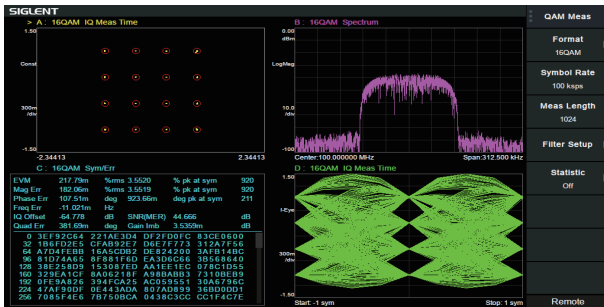 SIGLENT
> A : 16QAM IQ Meas Time
1.50
Const
300m
/div
-1.50
-2.34413 2.34413
B : 16QAM Spectrum
0.00
dBm
LogMag
10.0
/div
-100
Center:100.000000 MHz Span:312.500 kHz
C : 16QAM Sym/Err
EVM 217.79m %rms 3.5520 % pk at sym 920
Mag Err 182.06m %rms 3.5519 % pk at sym 920
Phase Err 107.51m deg 923.66m deg pk at sym 211
Freq Err -11.021m Hz
IQ Offset -64.778 dB SNR(MER) 44.666 dB
Quad Err 381.69m deg Gain Imb 3.5359m dB
0 3EF92C64 221AE3D4 DF2FD0FC 83CE0600
32 1B6FD2E5 CFAB92E7 D6E7F773 312A7F56
64 A7D4FEBB 16A5CDB2 DE824200 3AFB14BC
96 81D74A65 8F881F6D EA3D6C66 3B568640
128 38E258D9 153087ED AA1EE1EC 078C1D55
160 329EA1CF 8A06218F A98BABB3 7310BEB9
192 0FE9A826 394FCA25 AC059551 30A6796C
224 47AF90DF 0E443ADA 807AD899 36BD0DD1
256 7085F4E6 7B750BCA 0438C3CC CC1F4C7E
D : 16QAM IQ Meas Time
1.50
I-Eye
300m
/div
-1.50
Start: -1 sym Stop: 1 sym
QAM Meas
Format
16QAM
Symbol Rate
100 ksps
Meas Length
1024
Filter Setup
Statistic
Off
Remote